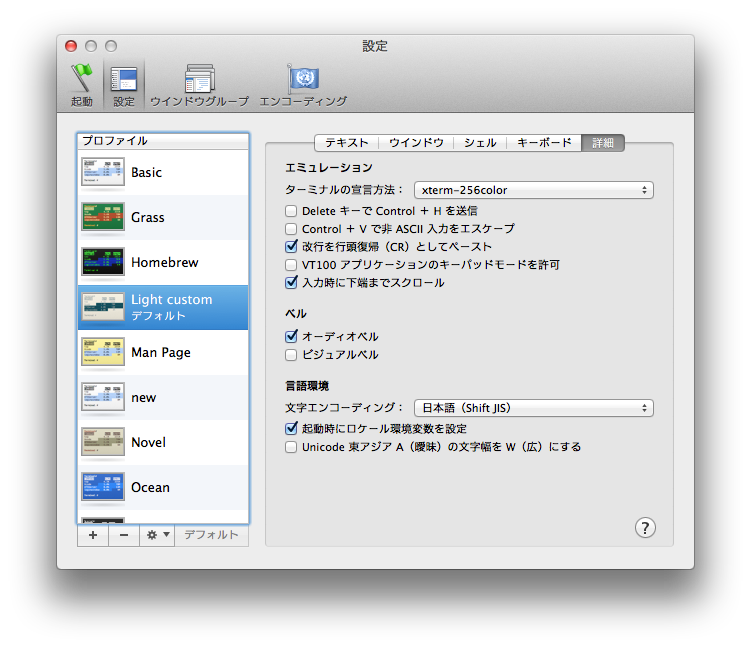 設定
起動 設定 ウインドウグループ エンコーディング
プロファイル
Basic
Grass
Homebrew
Light custom
デフォルト
Man Page
new
Novel
Ocean
+ − デフォルト
テキスト ウインドウ シェル キーボード 詳細
エミュレーション
ターミナルの宣言方法： xterm-256color
Delete キーで Control + H を送信
Control + V で非 ASCII 入力をエスケープ
改行を行頭復帰（CR）としてペースト
VT100 アプリケーションのキーパッドモードを許可
入力時に下端までスクロール
ベル
オーディオベル
ビジュアルベル
言語環境
文字エンコーディング： 日本語（Shift JIS）
起動時にロケール環境変数を設定
Unicode 東アジア A（曖昧）の文字幅を W（広）にする
?